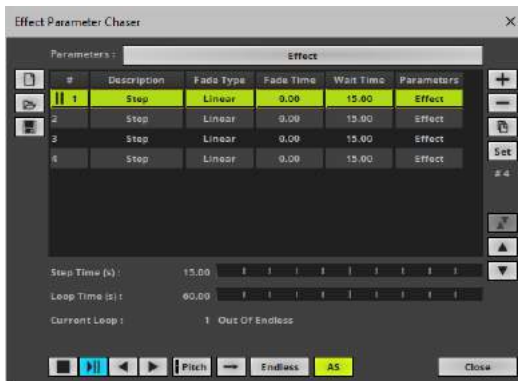 Effect Parameter Chaser
Parameters : Effect
# Description Fade Type Fade Time Wait Time Parameters
1 Step Linear 0.00 15.00 Effect
2 Step Linear 0.00 15.00 Effect
3 Step Linear 0.00 15.00 Effect
4 Step Linear 0.00 15.00 Effect
Set
#4
Step Time (s) : 15.00
Loop Time (s) : 60.00
Current Loop : 1 Out Of Endless
Pitch Endless AS Close